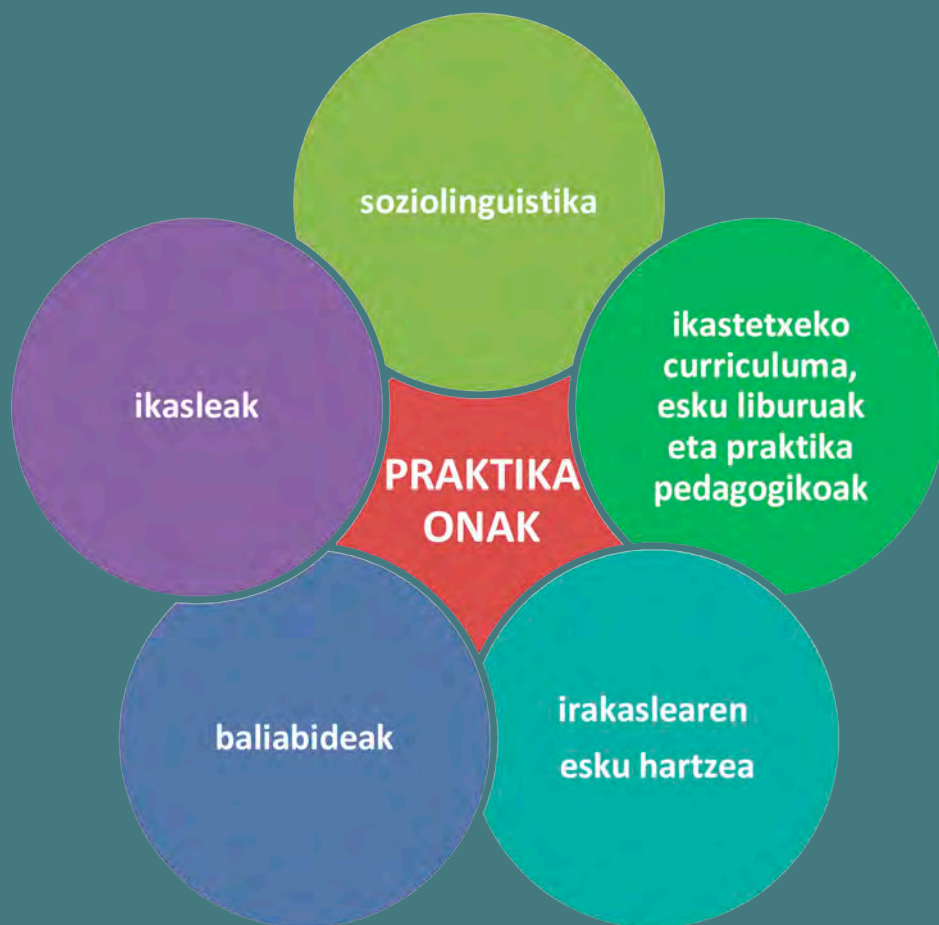 soziolinguistika
ikastetxeko
curriculuma,
esku liburuak
eta praktika
pedagogikoak
irakaslearen
esku hartzea
baliabideak
ikasleak
PRAKTIKA
ONAK